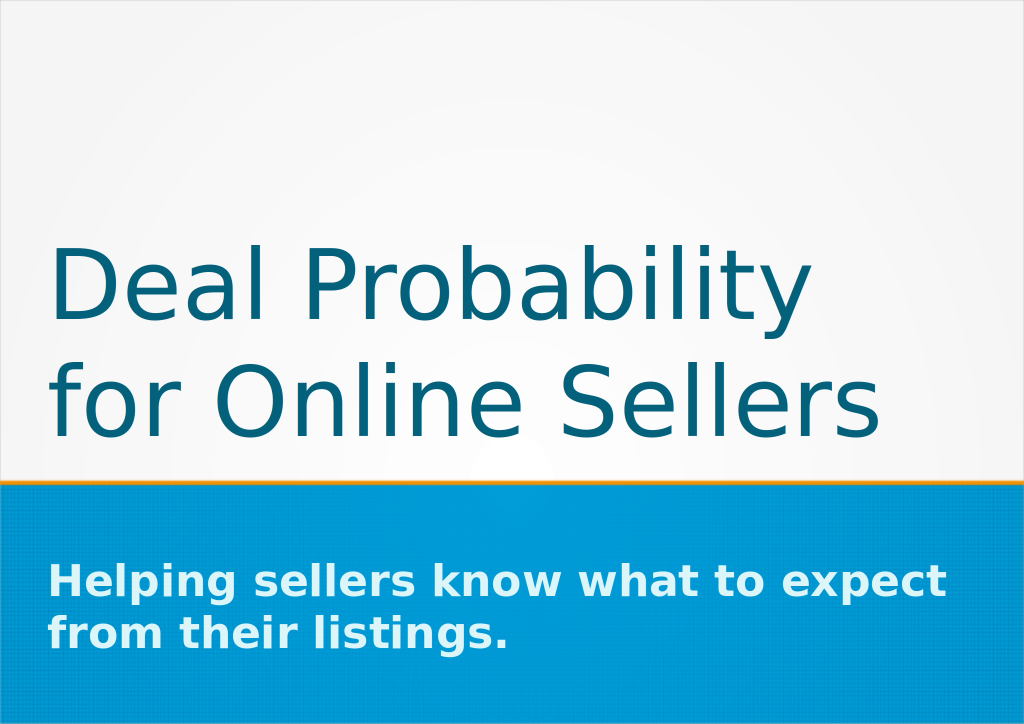 Deal Probability
for Online Sellers
Helping sellers know what to expect
from their listings.